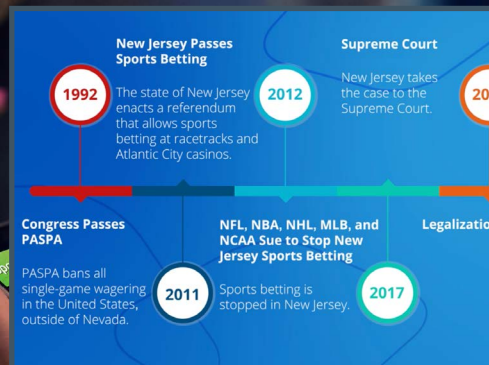 New Jersey Passes
Sports Betting
The state of New Jersey
enacts a referendum
that allows sports
betting at racetracks and
Atlantic City casinos.
Supreme Court
New Jersey takes
the case to the
Supreme Court.
1992
2012
20
Congress Passes
PASPA
PASPA bans all
single-game wagering
in the United States,
outside of Nevada.
2011
NFL, NBA, NHL, MLB, and
NCAA Sue to Stop New
Jersey Sports Betting
Sports betting is
stopped in New Jersey.
2017
Legalizatio